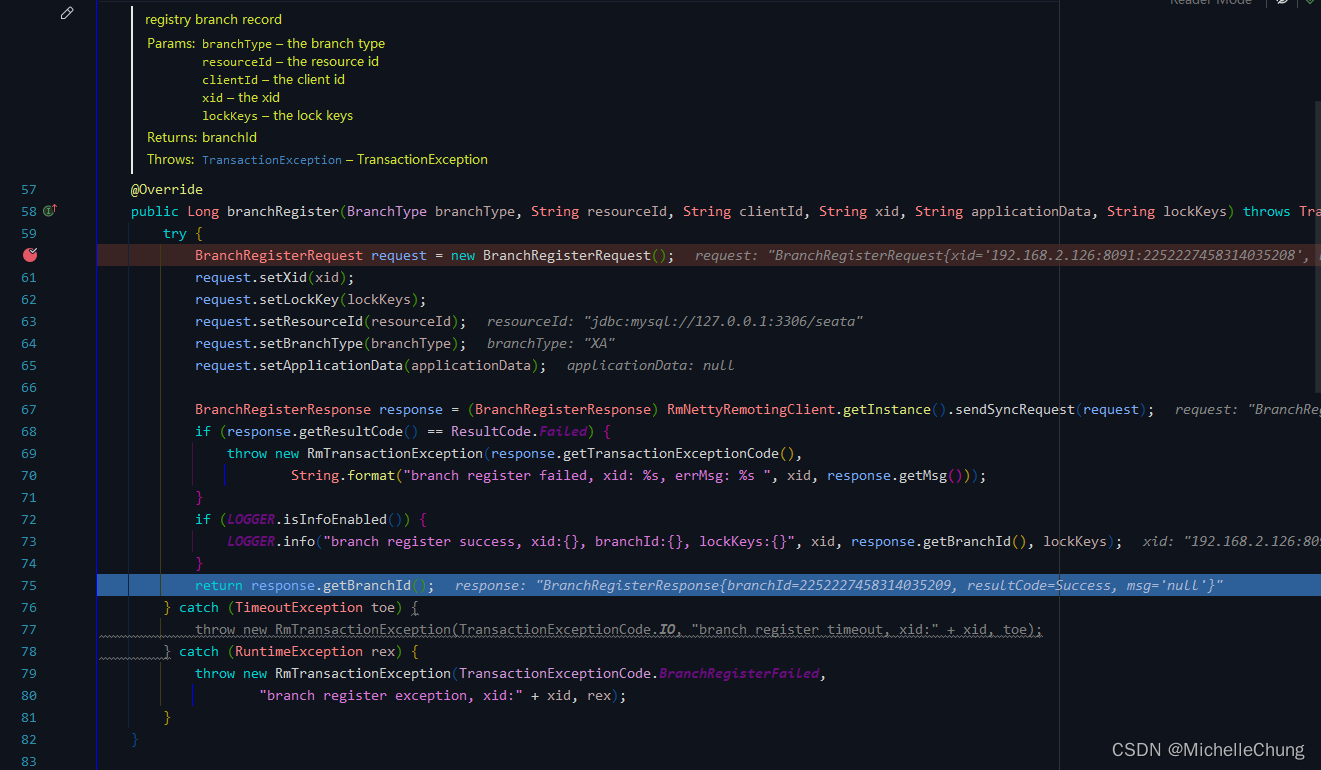 Reader Mode
registry branch record
Params: branchType – the branch type
resourceId – the resource id
clientId – the client id
xid – the xid
lockKeys – the lock keys
Returns: branchId
Throws: TransactionException – TransactionException
57 @Override
58 public Long branchRegister(BranchType branchType, String resourceId, String clientId, String xid, String applicationData, String lockKeys) throws Tra
59 try {
BranchRegisterRequest request = new BranchRegisterRequest(); request: "BranchRegisterRequest{xid='192.168.2.126:8091:2252227458314035208',
61 request.setXid(xid);
62 request.setLockKey(lockKeys);
63 request.setResourceId(resourceId); resourceId: "jdbc:mysql://127.0.0.1:3306/seata"
64 request.setBranchType(branchType); branchType: "XA"
65 request.setApplicationData(applicationData); applicationData: null
66
67 BranchRegisterResponse response = (BranchRegisterResponse) RmNettyRemotingClient.getInstance().sendSyncRequest(request); request: "BranchReg
68 if (response.getResultCode() == ResultCode.Failed) {
69 throw new RmTransactionException(response.getTransactionExceptionCode(),
70 String.format("branch register failed, xid: %s, errMsg: %s ", xid, response.getMsg()));
71 }
72 if (LOGGER.isInfoEnabled()) {
73 LOGGER.info("branch register success, xid:{}, branchId:{}, lockKeys:{}", xid, response.getBranchId(), lockKeys); xid: "192.168.2.126:809
74 }
75 return response.getBranchId(); response: "BranchRegisterResponse{branchId=2252227458314035209, resultCode=Success, msg='null'}"
76 } catch (TimeoutException toe) {
77 throw new RmTransactionException(TransactionExceptionCode.IO, "branch register timeout, xid:" + xid, toe);
78 } catch (RuntimeException rex) {
79 throw new RmTransactionException(TransactionExceptionCode.BranchRegisterFailed,
80 "branch register exception, xid:" + xid, rex);
81 }
82 }
83
CSDN @MichelleChung